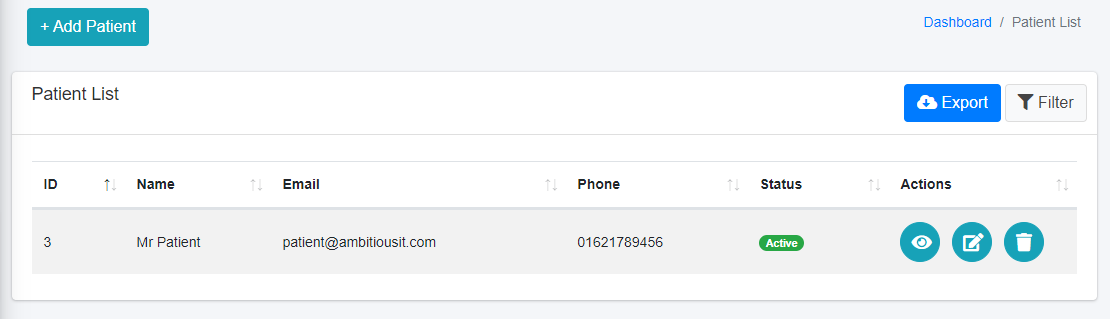 + Add Patient
Dashboard / Patient List
Patient List
Export Filter
ID Name Email Phone Status Actions
3 Mr Patient patient@ambitiousit.com 01621789456 Active